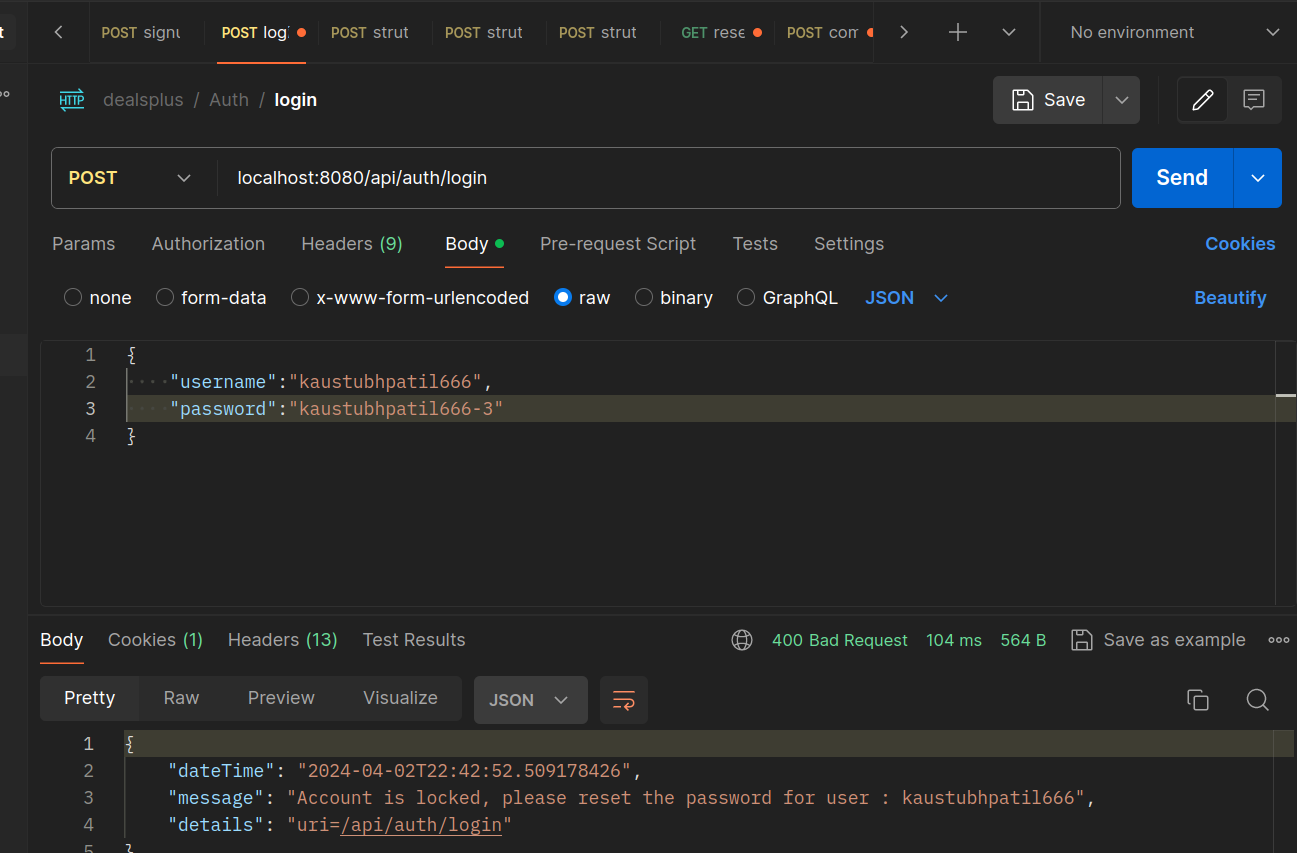 t
POST signu
POST logi
POST strut
POST strut
POST strut
GET rese
POST com
No environment
HTTP dealsplus / Auth / login
Save
POST localhost:8080/api/auth/login
Send
Params Authorization Headers (9) Body Pre-request Script Tests Settings Cookies
none form-data x-www-form-urlencoded raw binary GraphQL JSON Beautify
1 {
2 ····"username":"kaustubhpatil666",
3 ····"password":"kaustubhpatil666-3"
4 }
Body Cookies (1) Headers (13) Test Results 400 Bad Request 104 ms 564 B Save as example
Pretty Raw Preview Visualize JSON
1 {
2 "dateTime": "2024-04-02T22:42:52.509178426",
3 "message": "Account is locked, please reset the password for user : kaustubhpatil666",
4 "details": "uri=/api/auth/login"
5 }